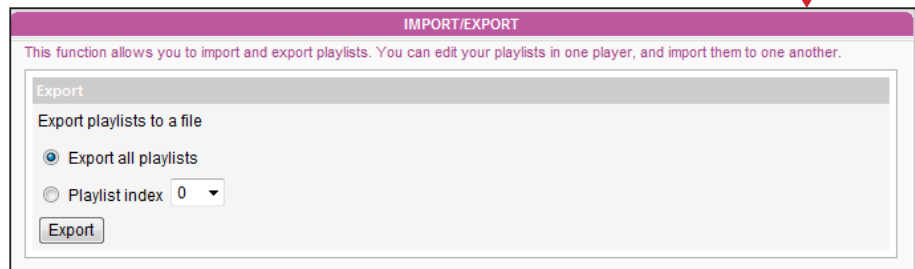 IMPORT/EXPORT
This function allows you to import and export playlists. You can edit your playlists in one player, and import them to one another.
Export
Export playlists to a file
Export all playlists
Playlist index 0
Export